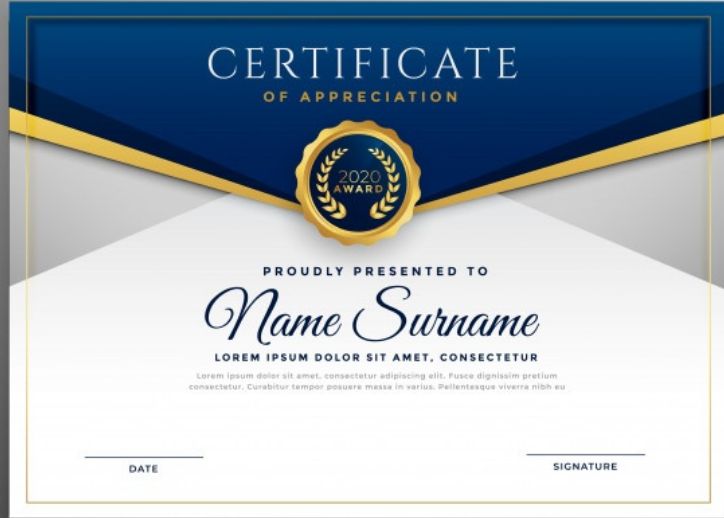 CERTIFICATE
OF APPRECIATION
2020
AWARD
PROUDLY PRESENTED TO
Name Surname
LOREM IPSUM DOLOR SIT AMET, CONSECTETUR
Lorem ipsum dolor sit amet, consectetur adipiscing elit. Fusce dignissim pretium
consectetur. Curabitur tempor posuere massa in varius. Pellentesque viverra nibh eu
DATE
SIGNATURE